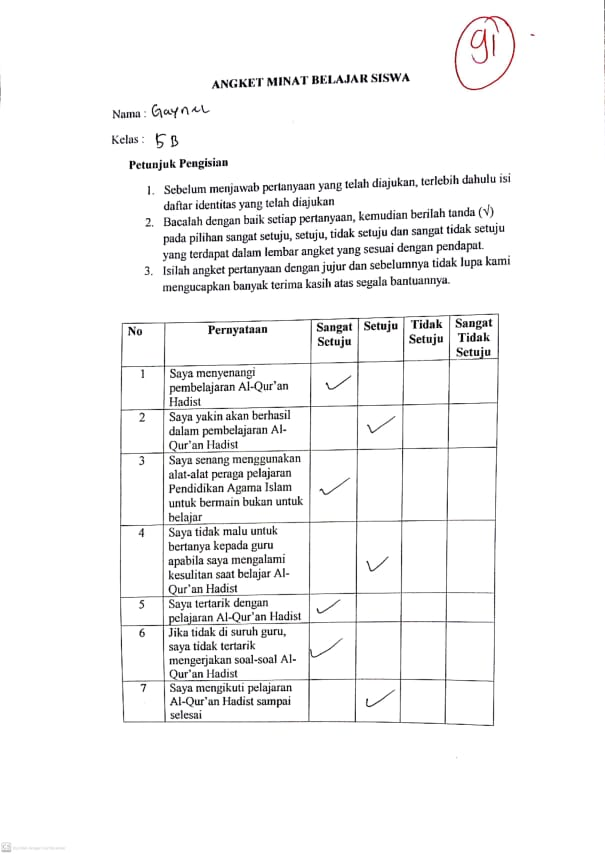 91
ANGKET MINAT BELAJAR SISWA
Nama :
Kelas : 5B
Petunjuk Pengisian
1. Sebelum menjawab pertanyaan yang telah diajukan, terlebih dahulu isi
daftar identitas yang telah diajukan
2. Bacalah dengan baik setiap pertanyaan, kemudian berilah tanda (√)
pada pilihan sangat setuju, setuju, tidak setuju dan sangat tidak setuju
yang terdapat dalam lembar angket yang sesuai dengan pendapat.
3. Isilah angket pertanyaan dengan jujur dan sebelumnya tidak lupa kami
mengucapkan banyak terima kasih atas segala bantuannya.
No Pernyataan Sangat Setuju Tidak Sangat
Setuju Setuju Tidak
Setuju
1 Saya menyenangi
pembelajaran Al-Qur'an ✓
Hadist
2 Saya yakin akan berhasil
dalam pembelajaran Al- ✓
Qur'an Hadist
3 Saya senang menggunakan
alat-alat peraga pelajaran
Pendidikan Agama Islam ✓
untuk bermain bukan untuk
belajar
4 Saya tidak malu untuk
bertanya kepada guru
apabila saya mengalami ✓
kesulitan saat belajar Al-
Qur'an Hadist
5 Saya tertarik dengan ✓
pelajaran Al-Qur'an Hadist
6 Jika tidak di suruh guru,
saya tidak tertarik ✓
mengerjakan soal-soal Al-
Qur'an Hadist
7 Saya mengikuti pelajaran
Al-Qur'an Hadist sampai ✓
selesai